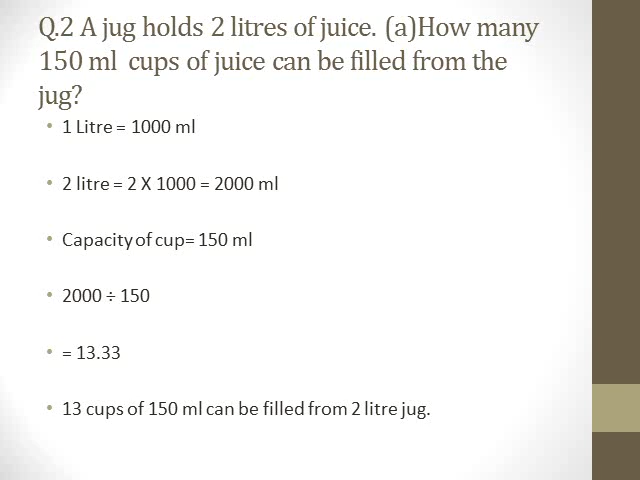 Q.2 A jug holds 2 litres of juice. (a)How many
150 ml  cups of juice can be filled from the
jug?
• 1 Litre = 1000 ml
• 2 litre = 2 X 1000 = 2000 ml
• Capacity of cup= 150 ml
• 2000 ÷ 150
• = 13.33
• 13 cups of 150 ml can be filled from 2 litre jug.